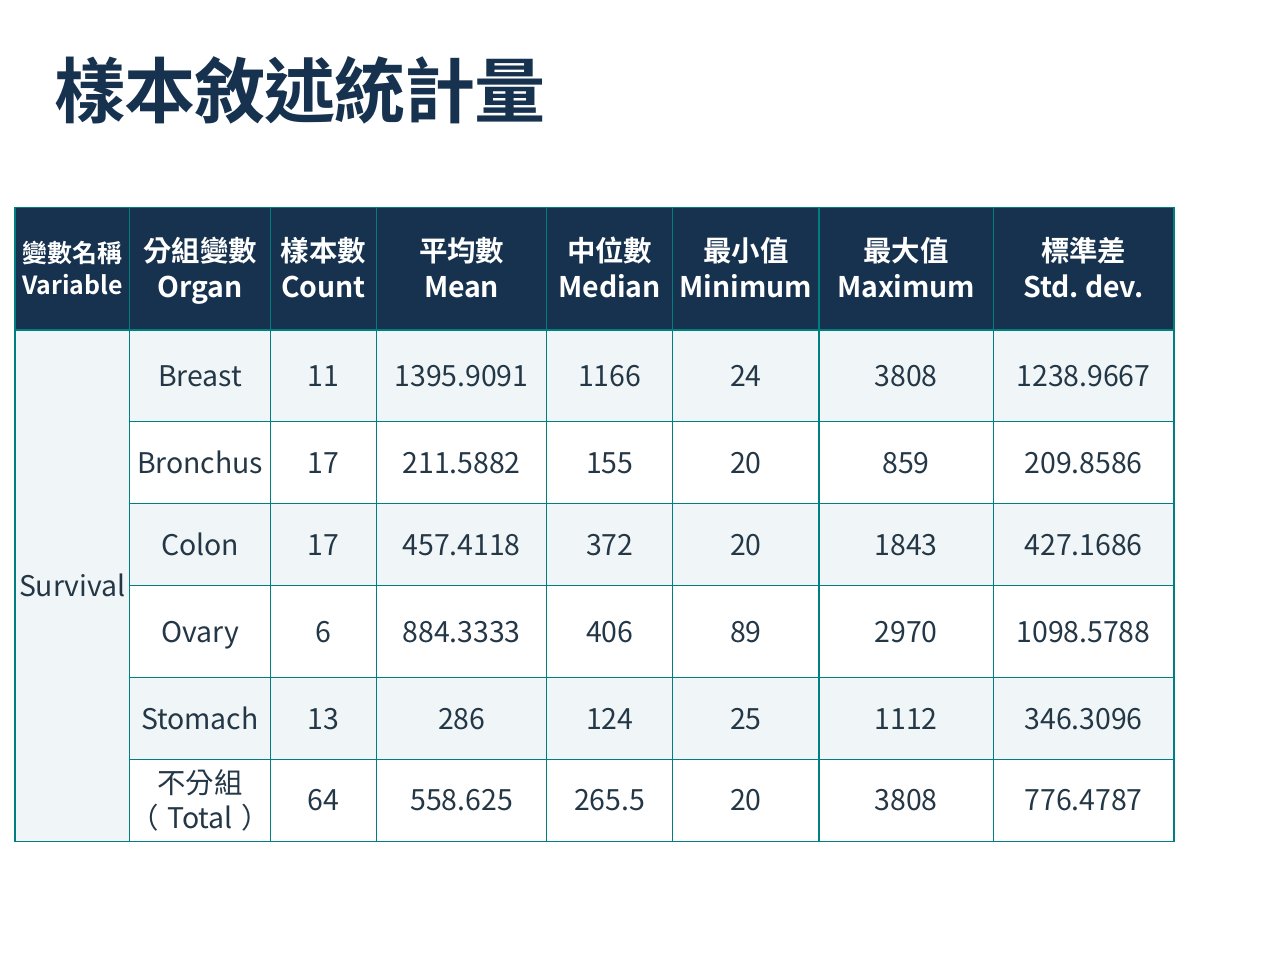 樣本敘述統計量
變數名稱 分組變數 樣本數 平均數 中位數 最小值 最大值 標準差
Variable Organ Count Mean Median Minimum Maximum Std. dev.
Breast 11 1395.9091 1166 24 3808 1238.9667
Bronchus 17 211.5882 155 20 859 209.8586
Colon 17 457.4118 372 20 1843 427.1686
Survival
Ovary 6 884.3333 406 89 2970 1098.5788
Stomach 13 286 124 25 1112 346.3096
不分組
（ Total ） 64 558.625 265.5 20 3808 776.4787